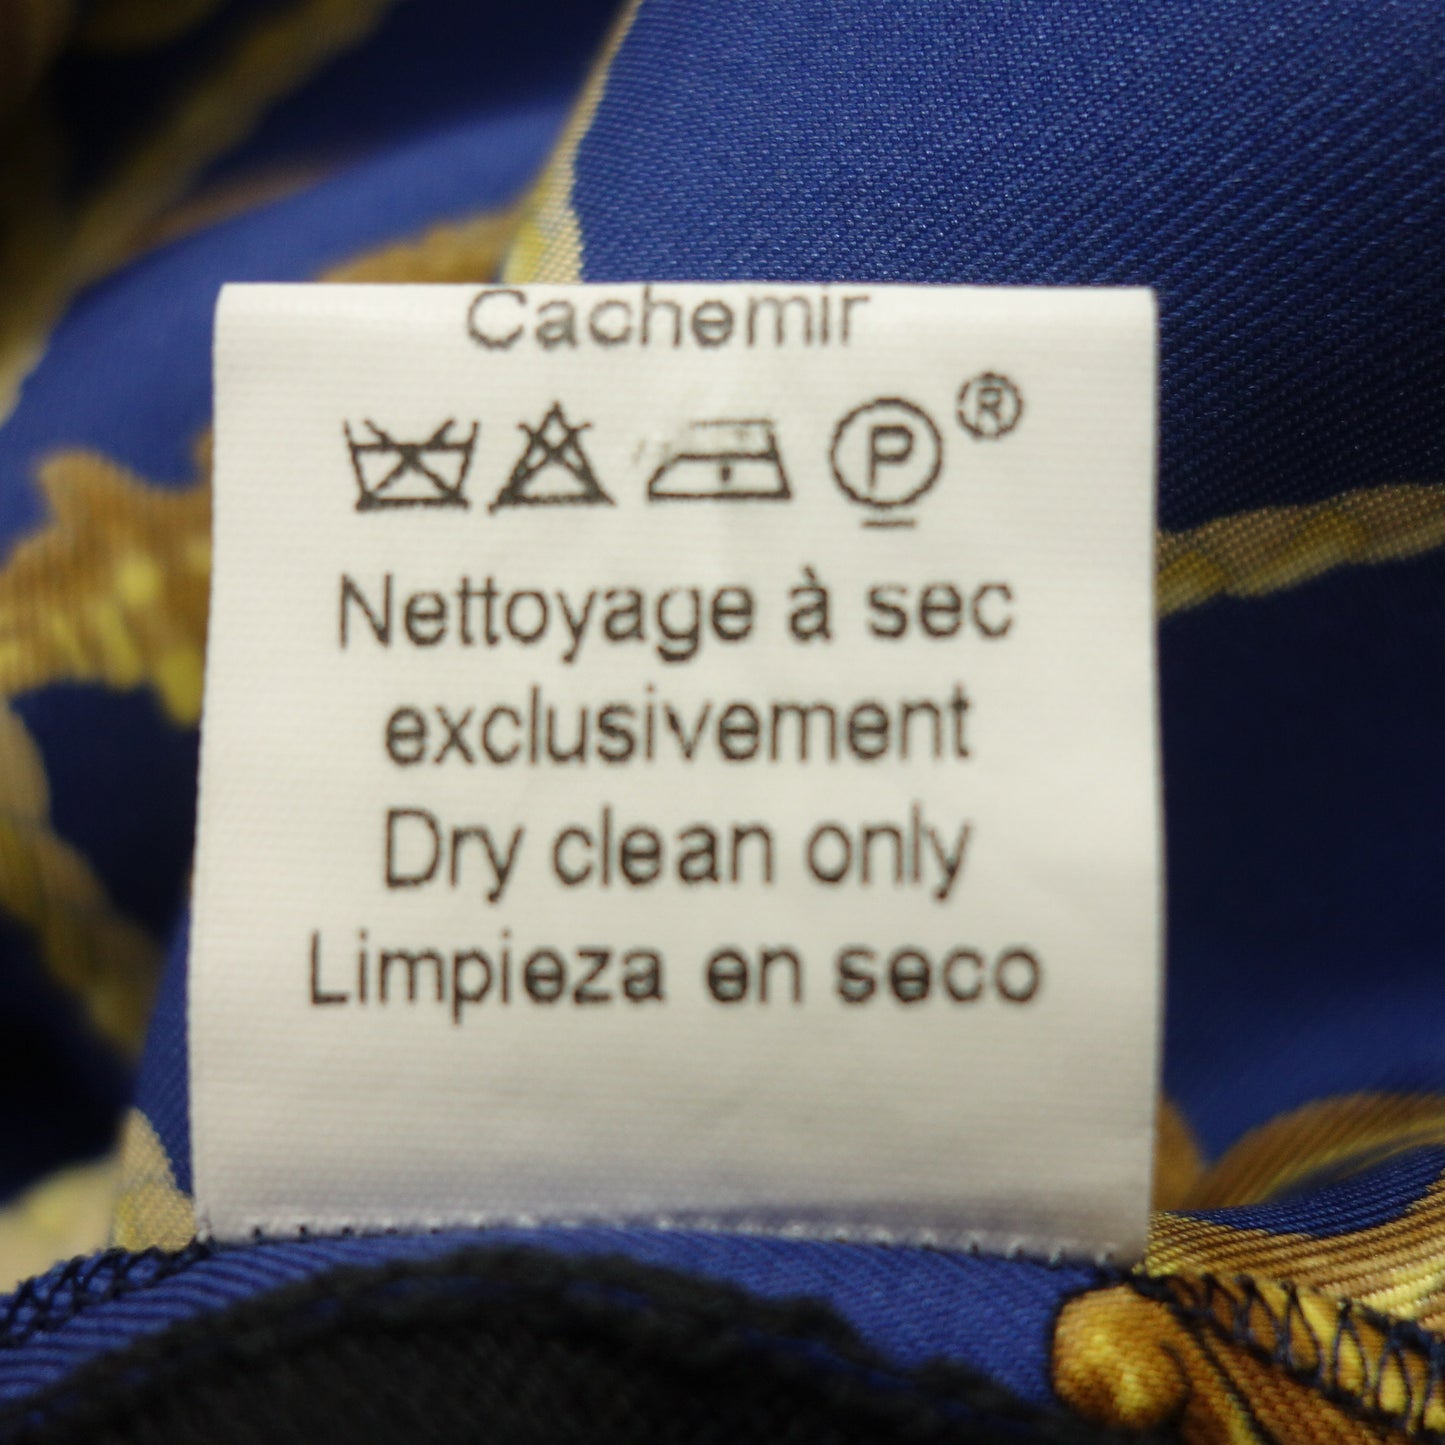 Cachemir
P ®
Nettoyage à sec
exclusivement
Dry clean only
Limpieza en seco